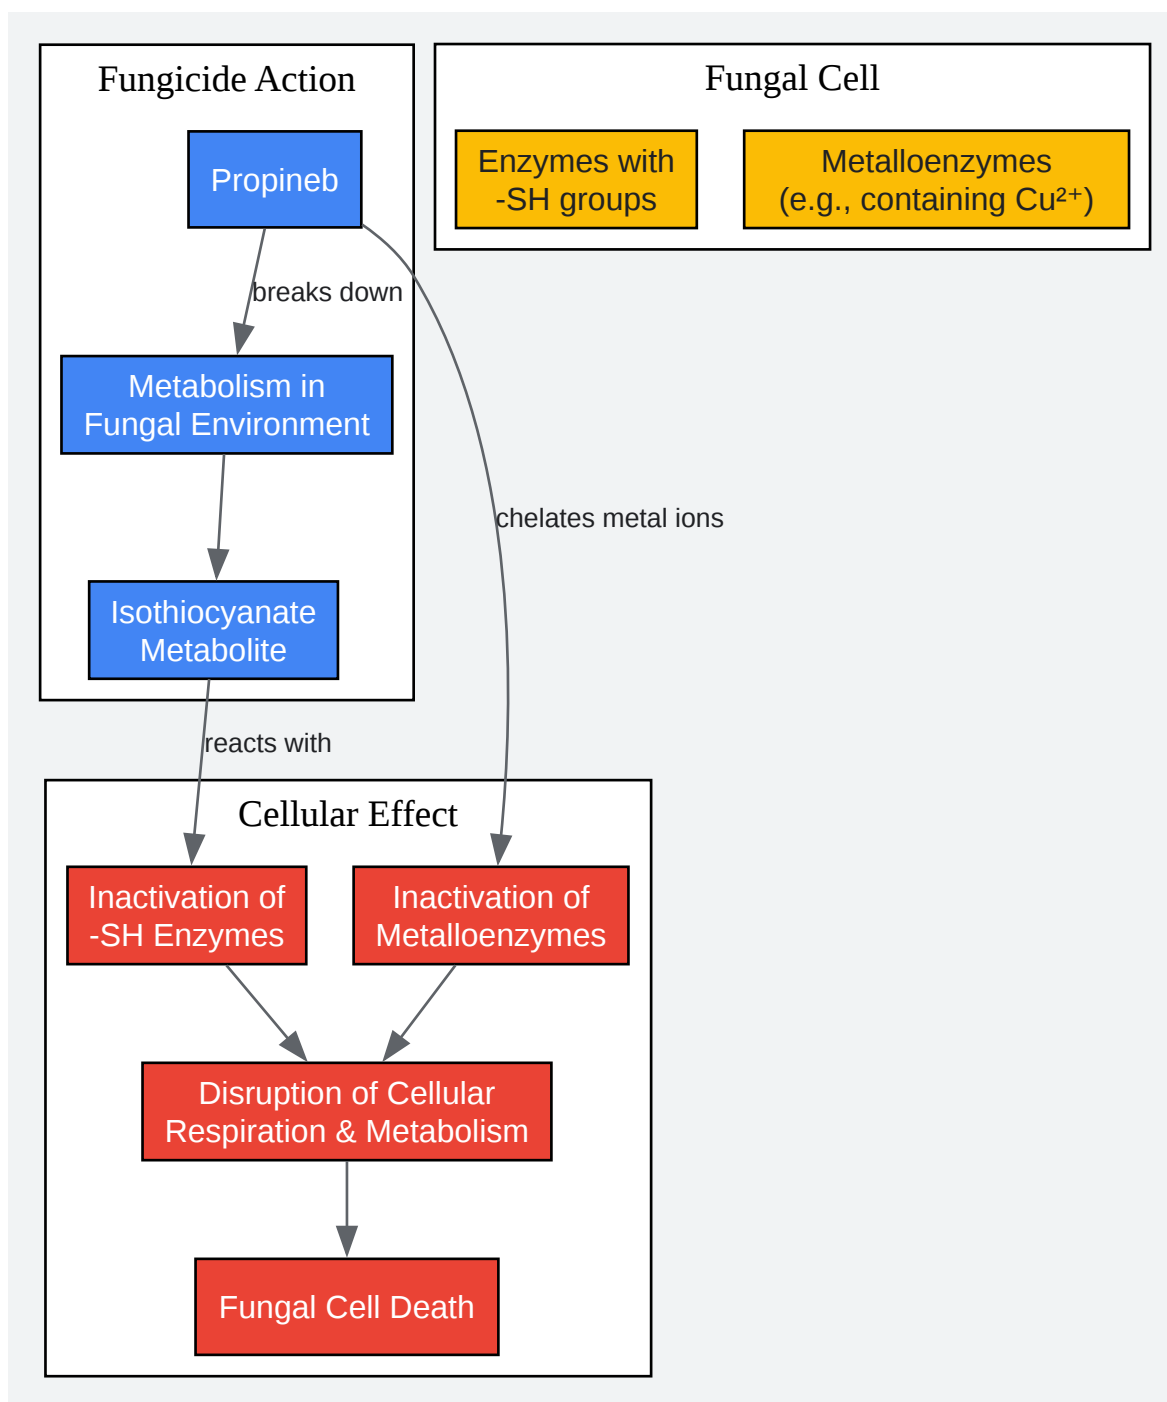 Fungicide Action
Propineb
breaks down
Metabolism in
Fungal Environment
Isothiocyanate
Metabolite
Fungal Cell
Enzymes with
-SH groups
Metalloenzymes
(e.g., containing Cu²⁺)
chelates metal ions
reacts with
Cellular Effect
Inactivation of
-SH Enzymes
Inactivation of
Metalloenzymes
Disruption of Cellular
Respiration & Metabolism
Fungal Cell Death